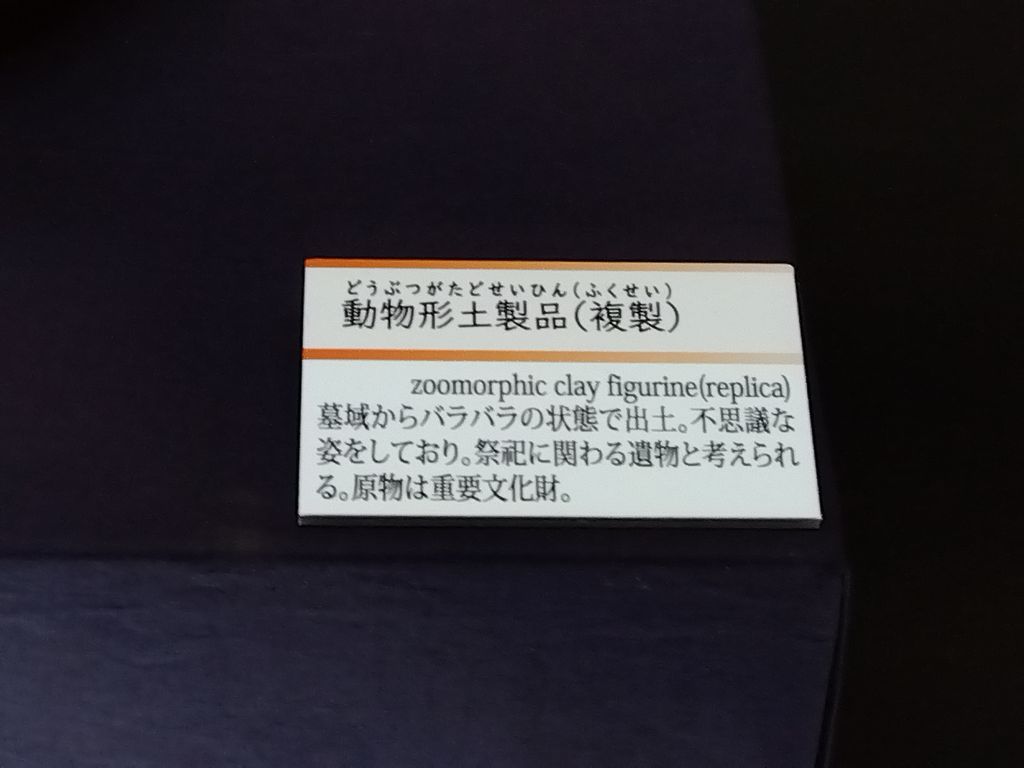 どうぶつがたどせいひん(ふくせい)
動物形土製品(複製)
zoomorphic clay figurine(replica)
墓域からバラバラの状態で出土。不思議な
姿をしており。祭祀に関わる遺物と考えられ
る。原物は重要文化財。